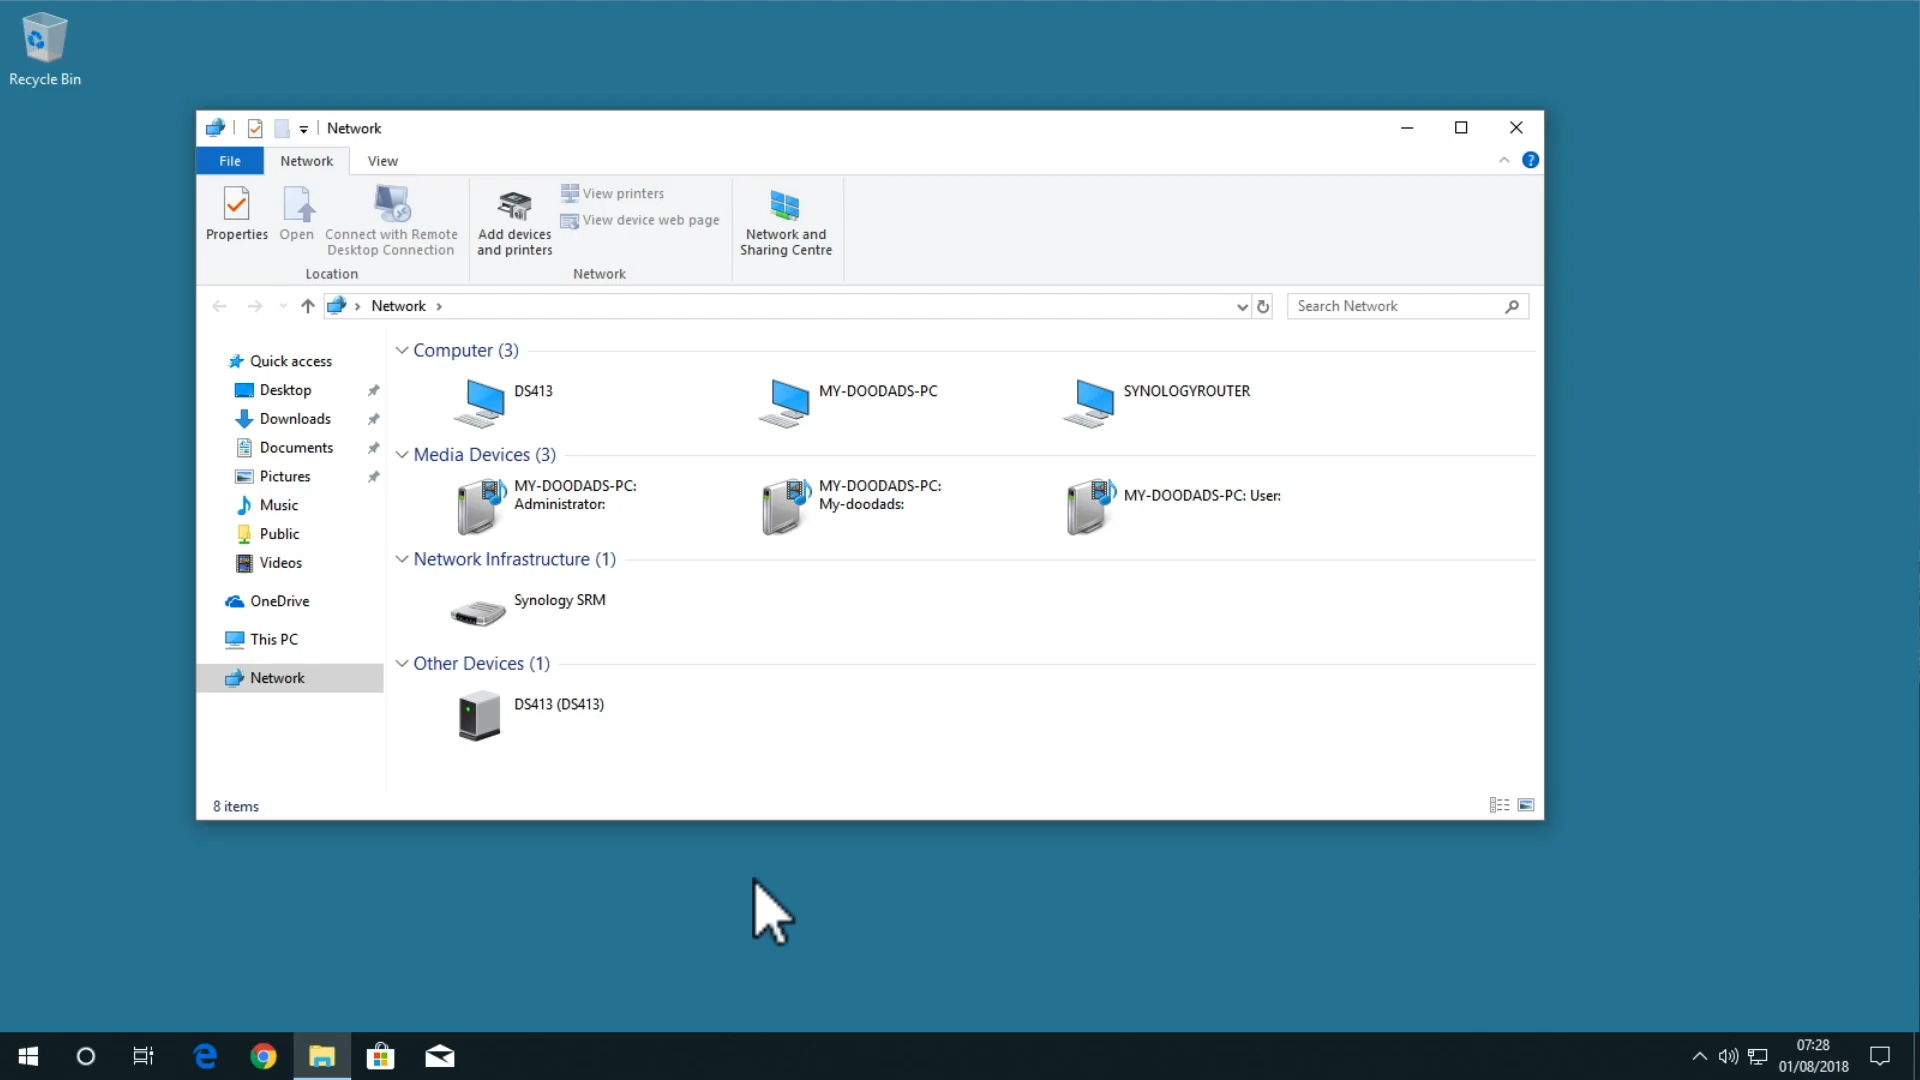 Recycle Bin
Network
File
Network
View
Properties
Open
Connect with Remote
Desktop Connection
Location
Add devices
and printers
View printers
View device web page
Network
Network and
Sharing Centre
Network
Search Network
Quick access
Desktop
Downloads
Documents
Pictures
Music
Public
Videos
OneDrive
This PC
Network
Computer (3)
DS413
MY-DOODADS-PC
SYNOLOGYROUTER
Media Devices (3)
MY-DOODADS-PC:
Administrator:
MY-DOODADS-PC:
My-doodads:
MY-DOODADS-PC: User:
Network Infrastructure (1)
Synology SRM
Other Devices (1)
DS413 (DS413)
8 items
07:28
01/08/2018